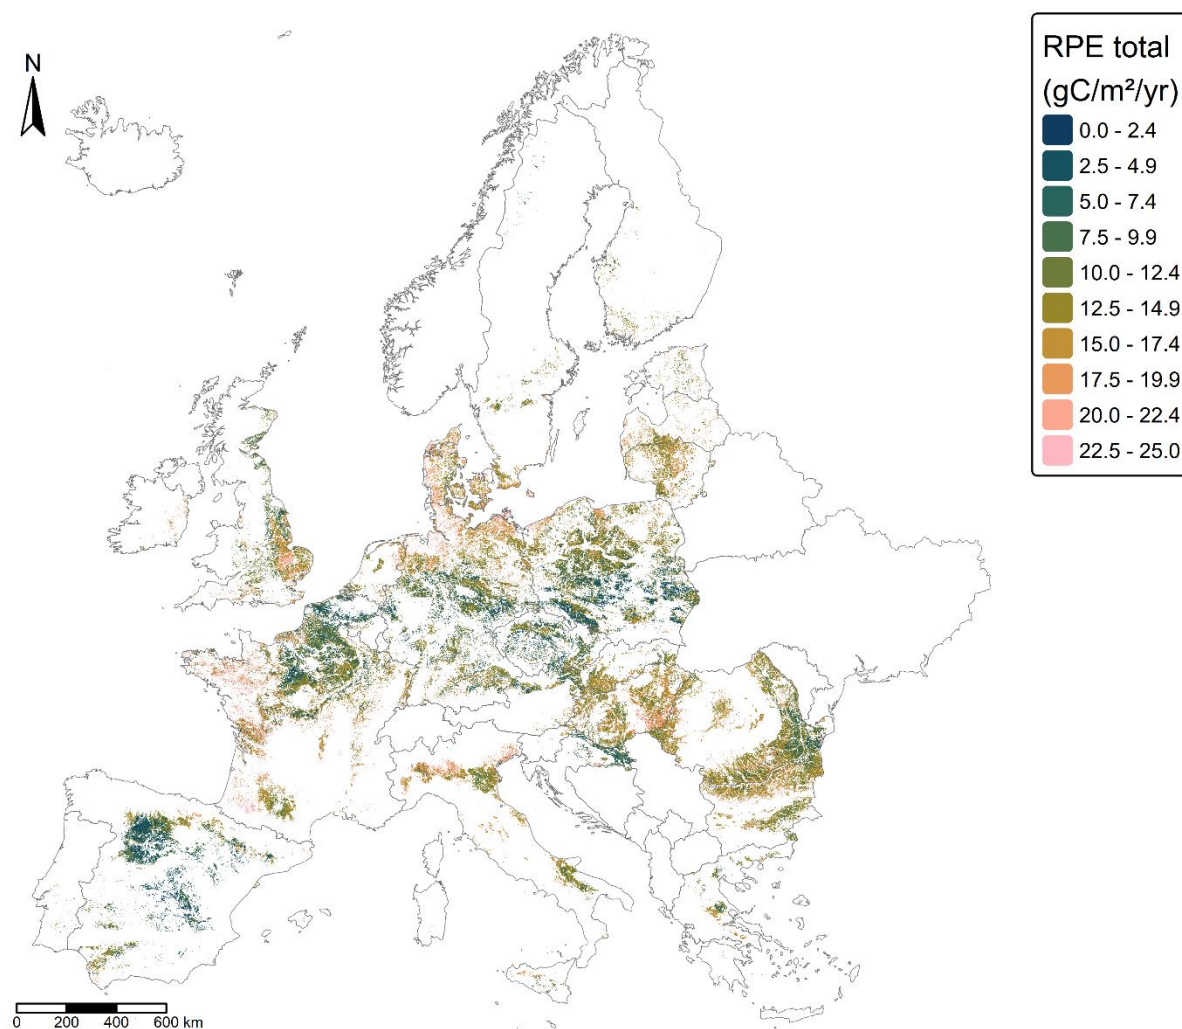 N
RPE total
(gC/m²/yr)
0.0 - 2.4
2.5 - 4.9
5.0 - 7.4
7.5 - 9.9
10.0 - 12.4
12.5 - 14.9
15.0 - 17.4
17.5 - 19.9
20.0 - 22.4
22.5 - 25.0
0 200 400 600 km